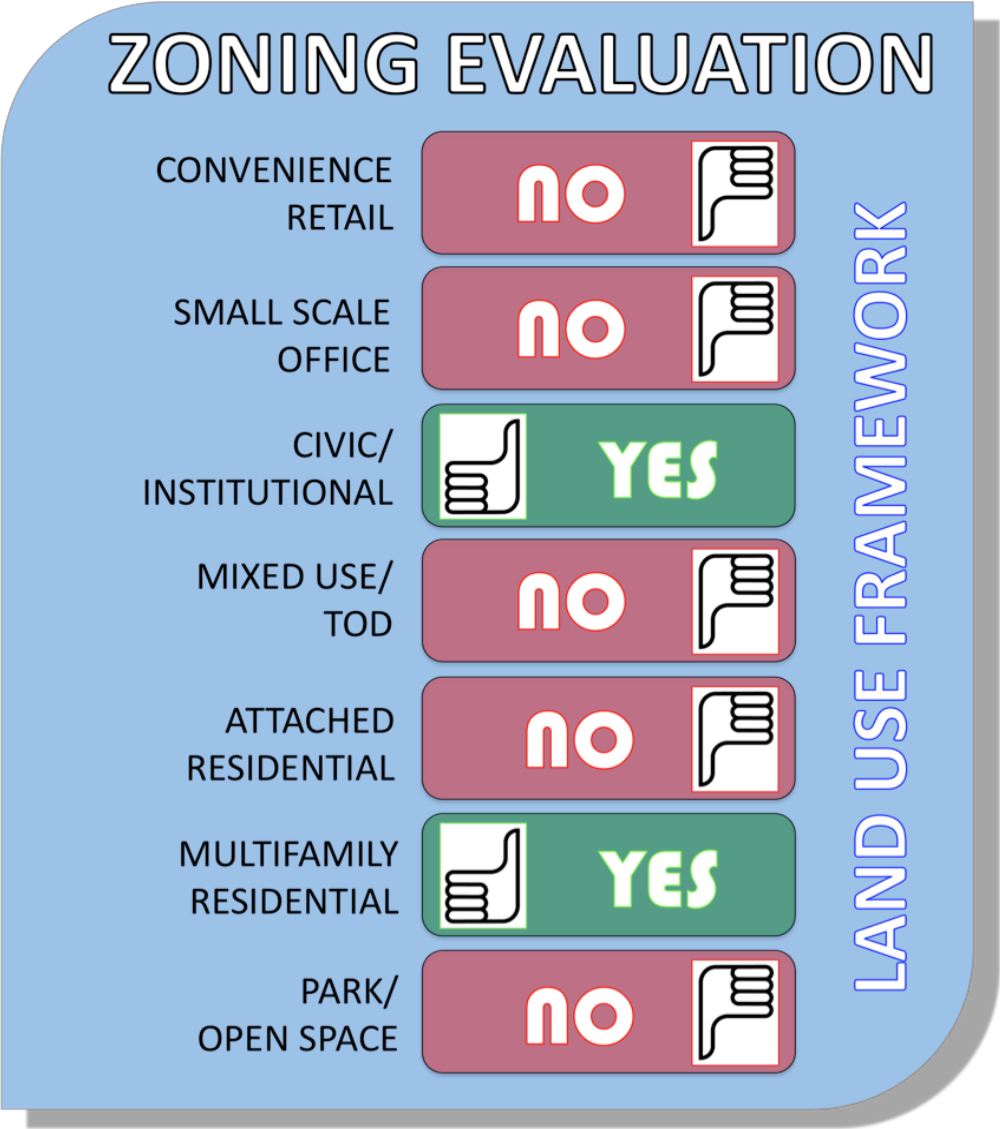 ZONING EVALUATION
CONVENIENCE
RETAIL
NO
SMALL SCALE
OFFICE
NO
CIVIC/
INSTITUTIONAL
YES
MIXED USE/
TOD
NO
ATTACHED
RESIDENTIAL
NO
MULTIFAMILY
RESIDENTIAL
YES
PARK/
OPEN SPACE
NO
LAND USE FRAMEWORK